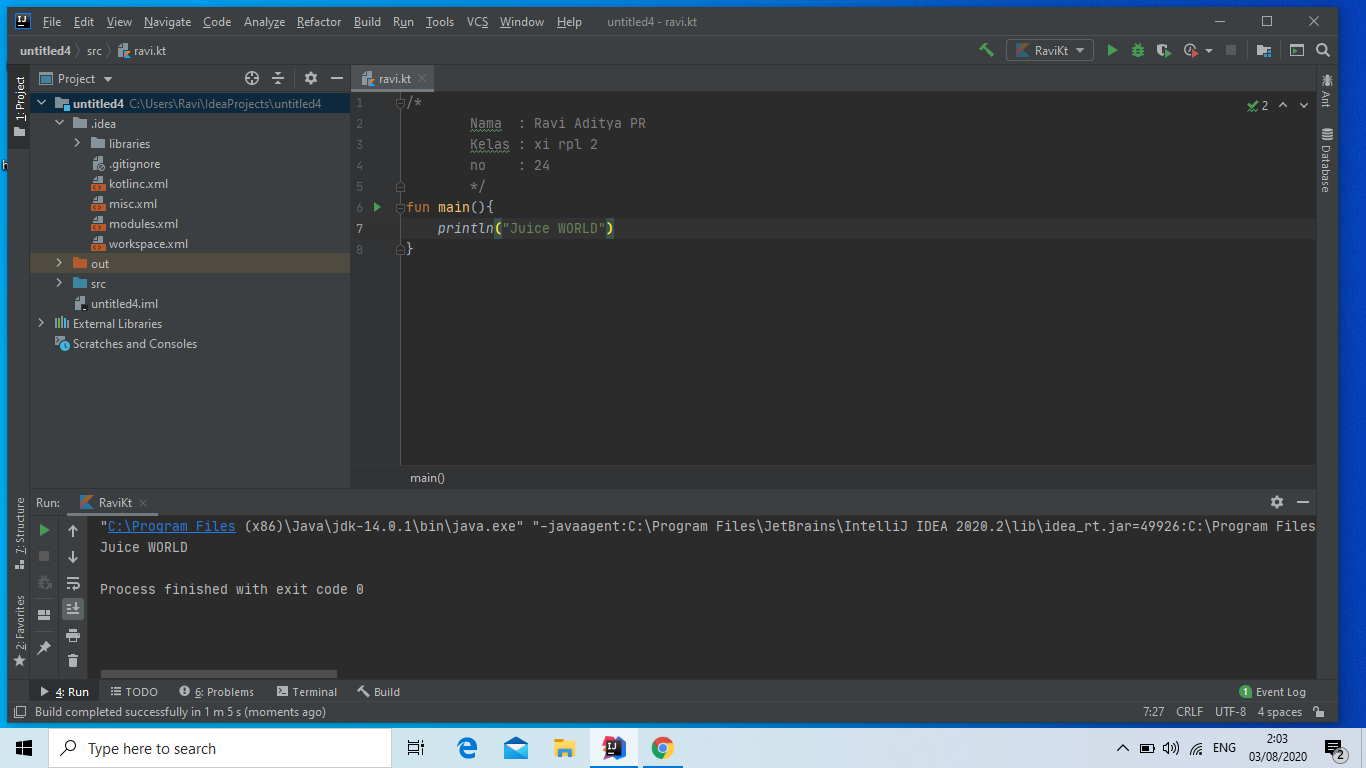 File Edit View Navigate Code Analyze Refactor Build Run Tools VCS Window Help untitled4 - ravi.kt
untitled4 src ravi.kt RaviKt
1: Project
Project
ravi.kt
untitled4 C:\Users\Ravi\IdeaProjects\untitled4
.idea
libraries
.gitignore
kotlinc.xml
misc.xml
modules.xml
workspace.xml
out
src
untitled4.iml
External Libraries
Scratches and Consoles
1 /*
2 Nama : Ravi Aditya PR
3 Kelas : xi rpl 2
4 no : 24
5 */
6 fun main(){
7 println("Juice WORLD")
8 }
2
Ant
Database
main()
7: Structure
2: Favorites
Run: RaviKt
"C:\Program Files (x86)\Java\jdk-14.0.1\bin\java.exe" "-javaagent:C:\Program Files\JetBrains\IntelliJ IDEA 2020.2\lib\idea_rt.jar=49926:C:\Program Files
Juice WORLD
Process finished with exit code 0
4: Run TODO 6: Problems Terminal Build 1 Event Log
Build completed successfully in 1 m 5 s (moments ago) 7:27 CRLF UTF-8 4 spaces
Type here to search ENG 2:03
03/08/2020 2